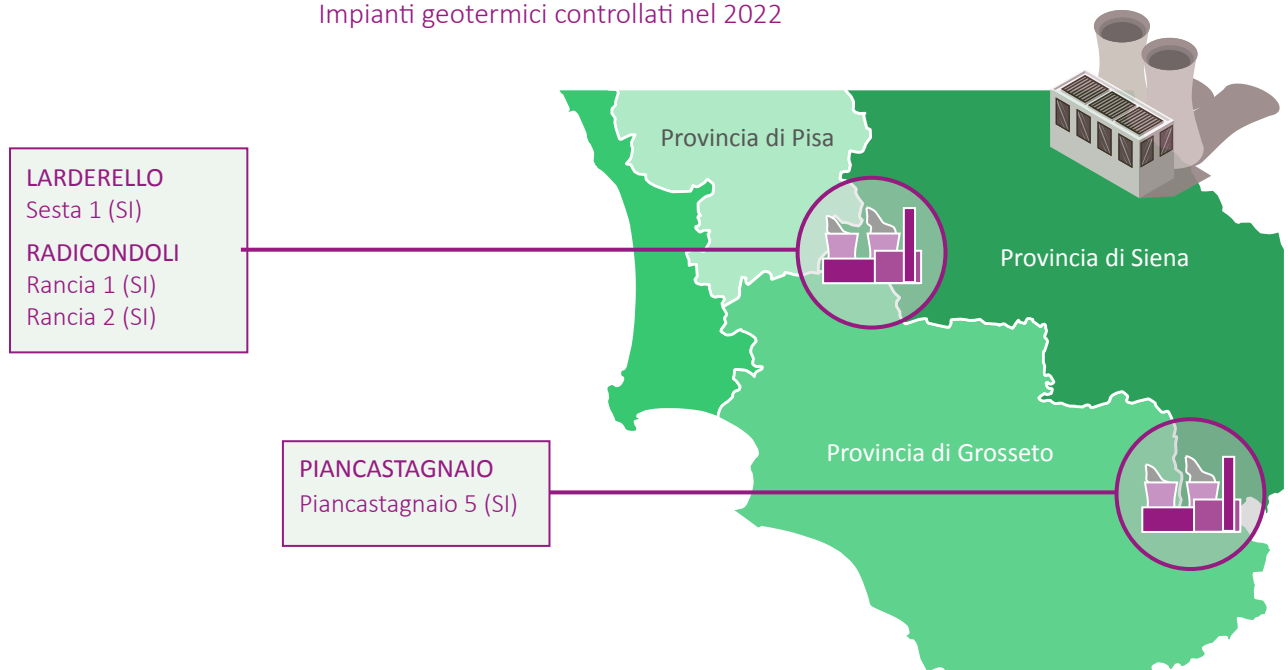 Impianti geotermici controllati nel 2022
Provincia di Pisa
LARDERELLO
Sesta 1 (SI)
RADICONDOLI
Rancia 1 (SI)
Rancia 2 (SI)
Provincia di Siena
Provincia di Grosseto
PIANCASTAGNAIO
Piancastagnaio 5 (SI)